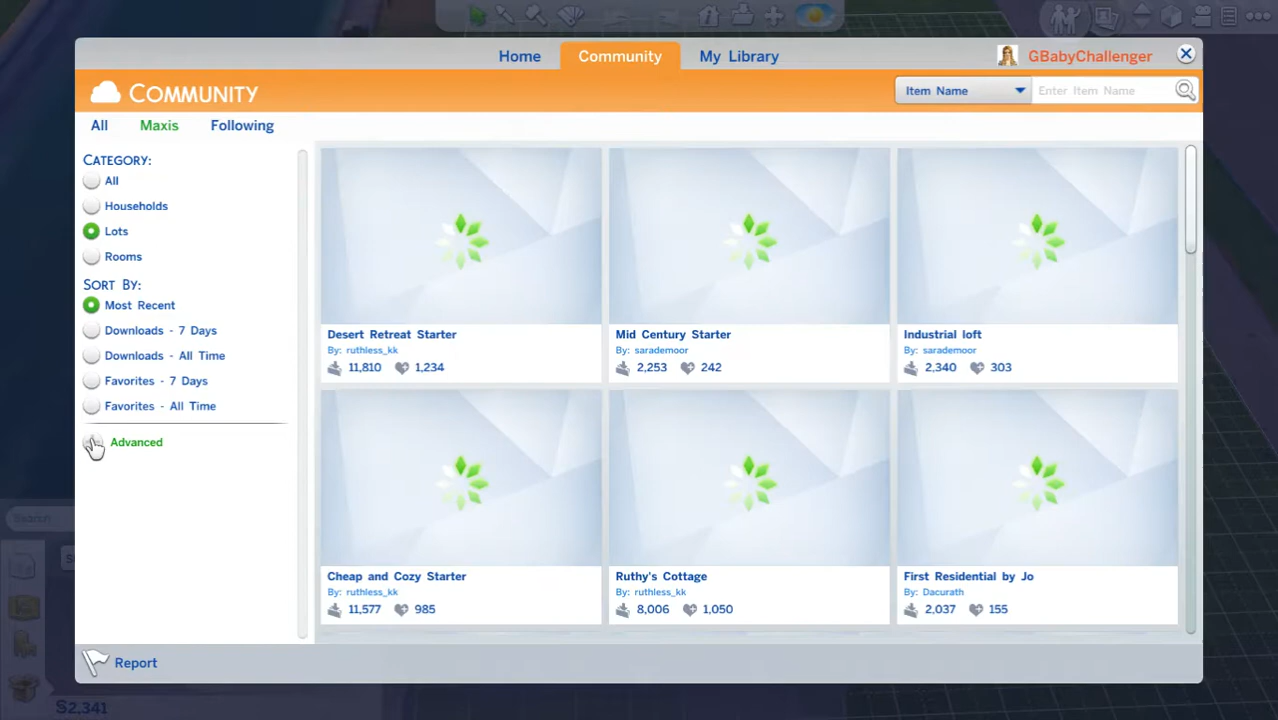 Home Community My Library GBabyChallenger
COMMUNITY
Item Name Enter Item Name
All Maxis Following
CATEGORY:
All
Households
Lots
Rooms
SORT BY:
Most Recent
Downloads - 7 Days
Downloads - All Time
Favorites - 7 Days
Favorites - All Time
Advanced
Desert Retreat Starter
By: ruthless_kk
11,810 1,234
Mid Century Starter
By: sarademoor
2,253 242
Industrial loft
By: sarademoor
2,340 303
Cheap and Cozy Starter
By: ruthless_kk
11,577 985
Ruthy's Cottage
By: ruthless_kk
8,006 1,050
First Residential by Jo
By: Dacurath
2,037 155
Report
Search
§2,341